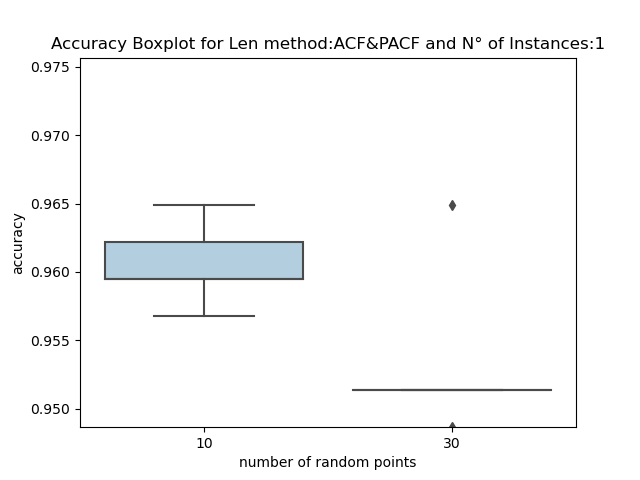 Accuracy Boxplot for Len method:ACF&PACF and N° of Instances:1
0.975
0.970
0.965
0.960
0.955
0.950
accuracy
10 30
number of random points